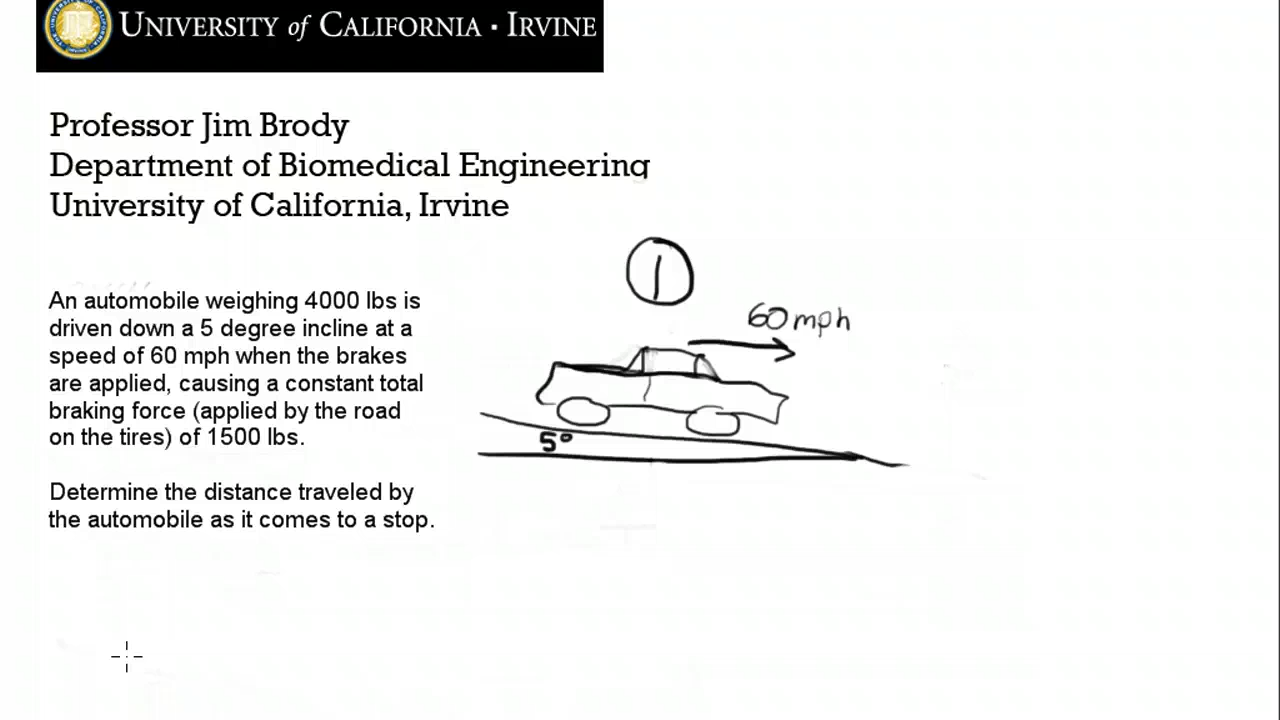 UNIVERSITY of CALIFORNIA · IRVINE
Professor Jim Brody
Department of Biomedical Engineering
University of California, Irvine
1
60 mph
An automobile weighing 4000 lbs is
driven down a 5 degree incline at a
speed of 60 mph when the brakes
are applied, causing a constant total
braking force (applied by the road
on the tires) of 1500 lbs.
5°
Determine the distance traveled by
the automobile as it comes to a stop.